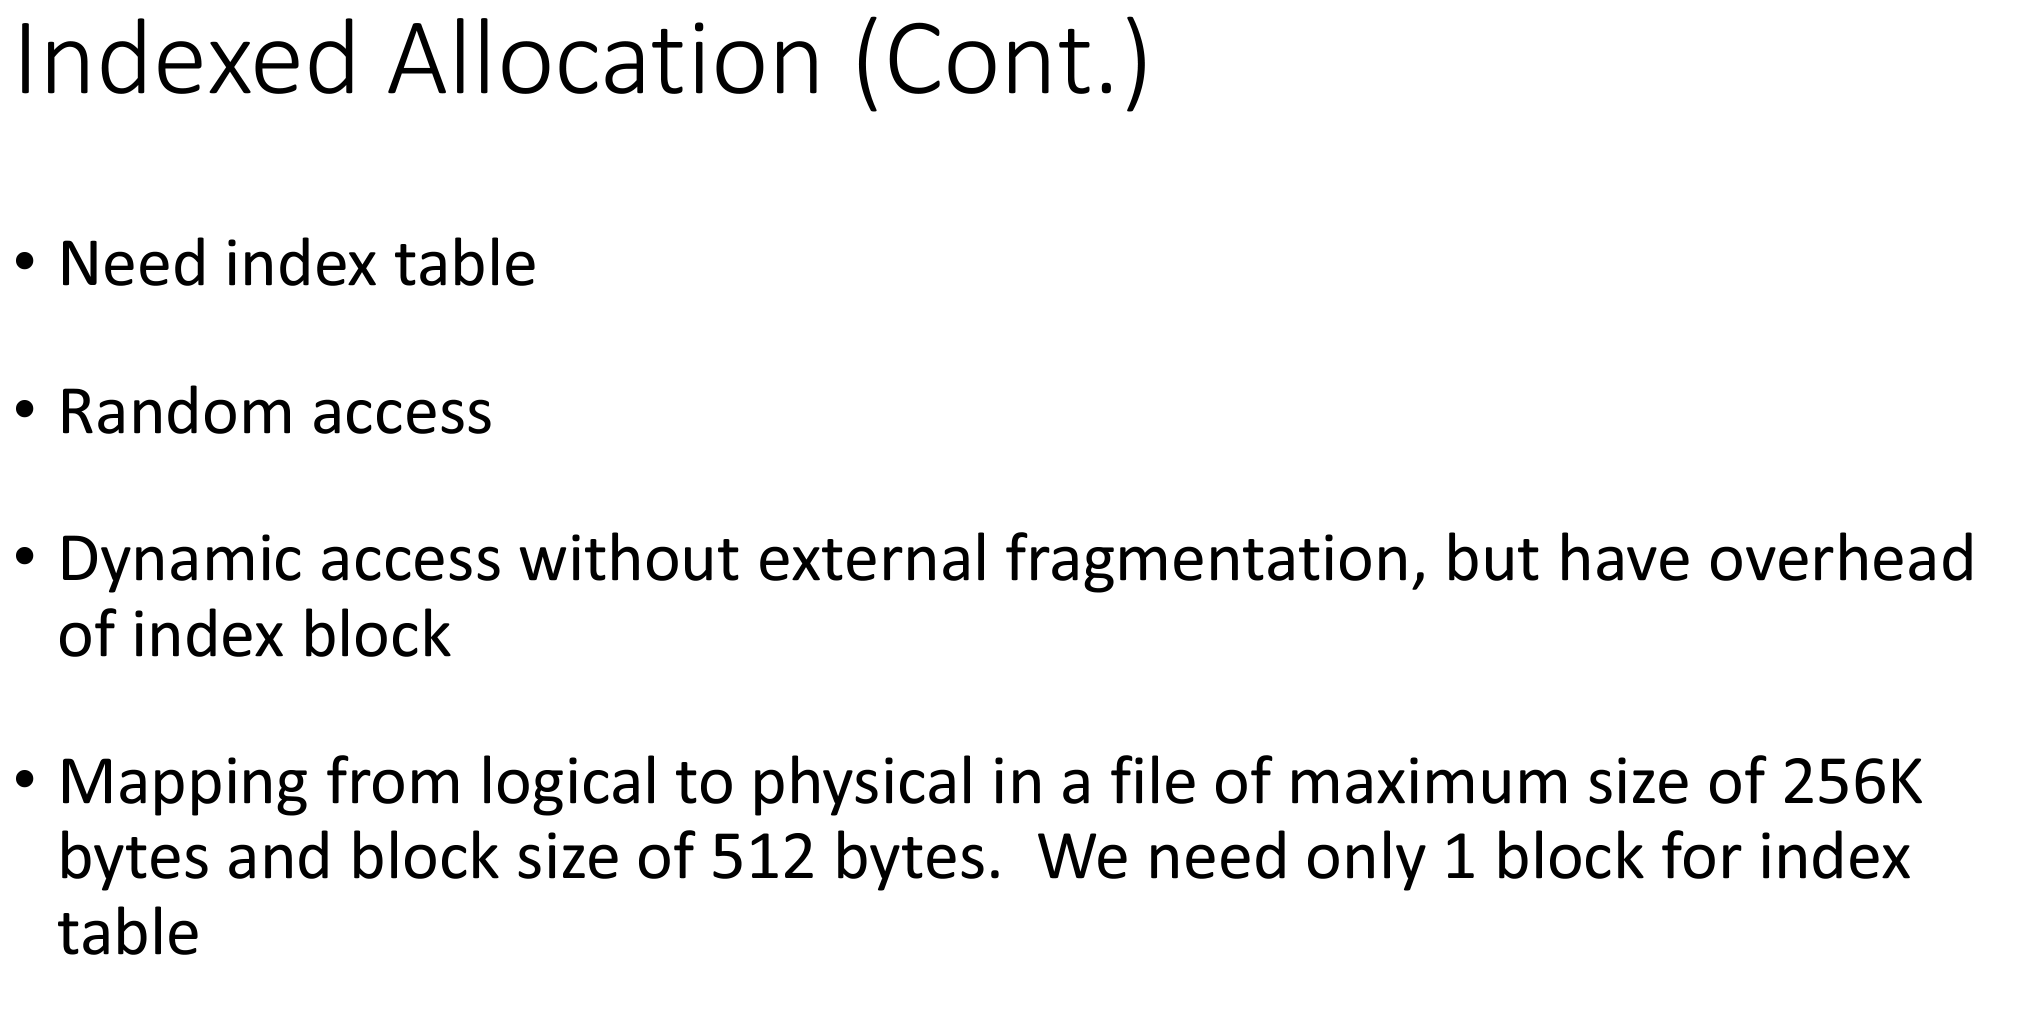 Indexed Allocation (Cont.)
• Need index table
• Random access
• Dynamic access without external fragmentation, but have overhead
of index block
• Mapping from logical to physical in a file of maximum size of 256K
bytes and block size of 512 bytes.  We need only 1 block for index
table